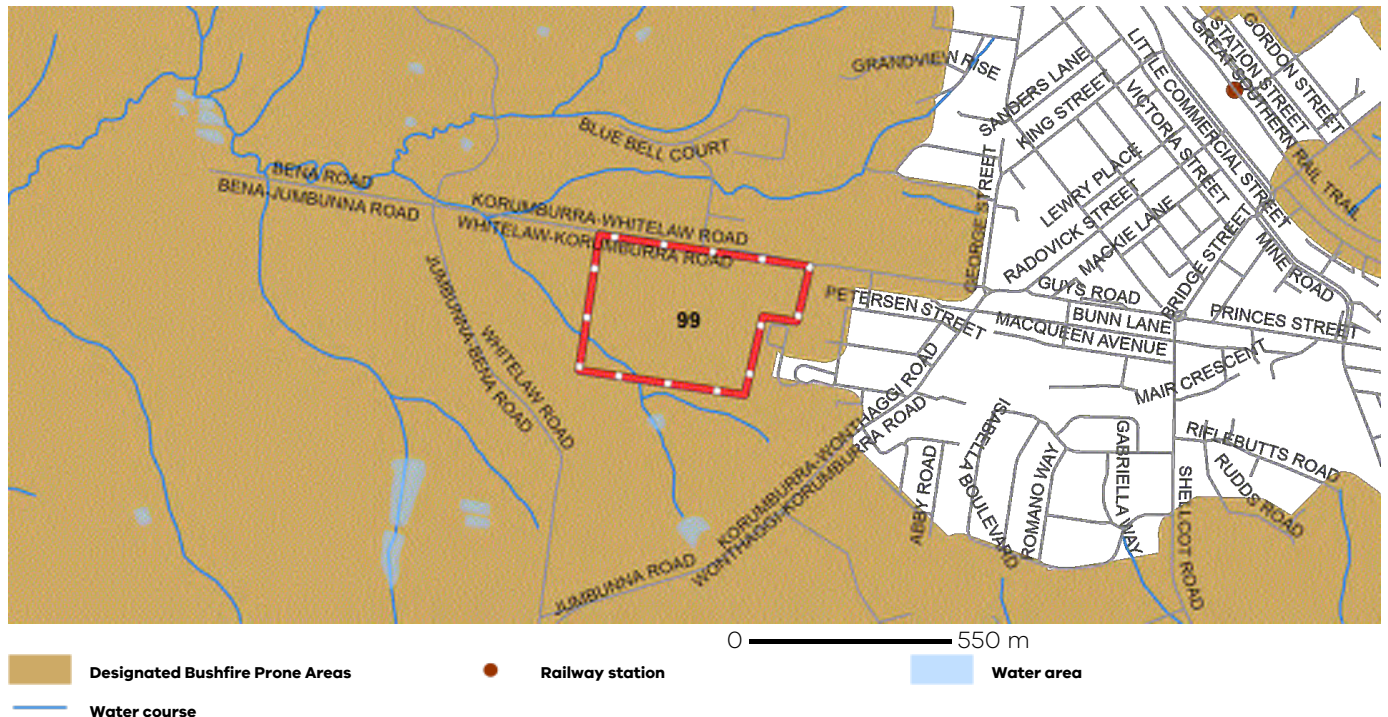 GORDON STREET
STATION STREET
GREAT SOUTHERN RAIL TRAIL
LITTLE COMMERCIAL STREET
GRANDVIEW RISE
SANDERS LANE
KING STREET
VICTORIA STREET
BLUE BELL COURT
LEWRY PLACE
BENA ROAD
BENA-JUMBUNNA ROAD
KORUMBURRA-WHITELAW ROAD
WHITELAW-KORUMBURRA ROAD
GEORGE STREET
RADOVICK STREET
MACKIE LANE
BRIDGE STREET
MINE ROAD
JUMBUNNA-BENA ROAD
WHITELAW ROAD
99
PETERSEN STREET
GUYS ROAD
BUNN LANE
PRINCES STREET
MACQUEEN AVENUE
MAIR CRESCENT
KORUMBURRA-WONTHAGGI ROAD
WONTHAGGI-KORUMBURRA ROAD
ISABELLA BOULEVARD
ABBY ROAD
ROMANO WAY
GABRIELLA WAY
RIFLEBUTTS ROAD
RUDDS ROAD
SHELLCOT ROAD
JUMBUNNA ROAD
0 550 m
Designated Bushfire Prone Areas
Railway station
Water area
Water course